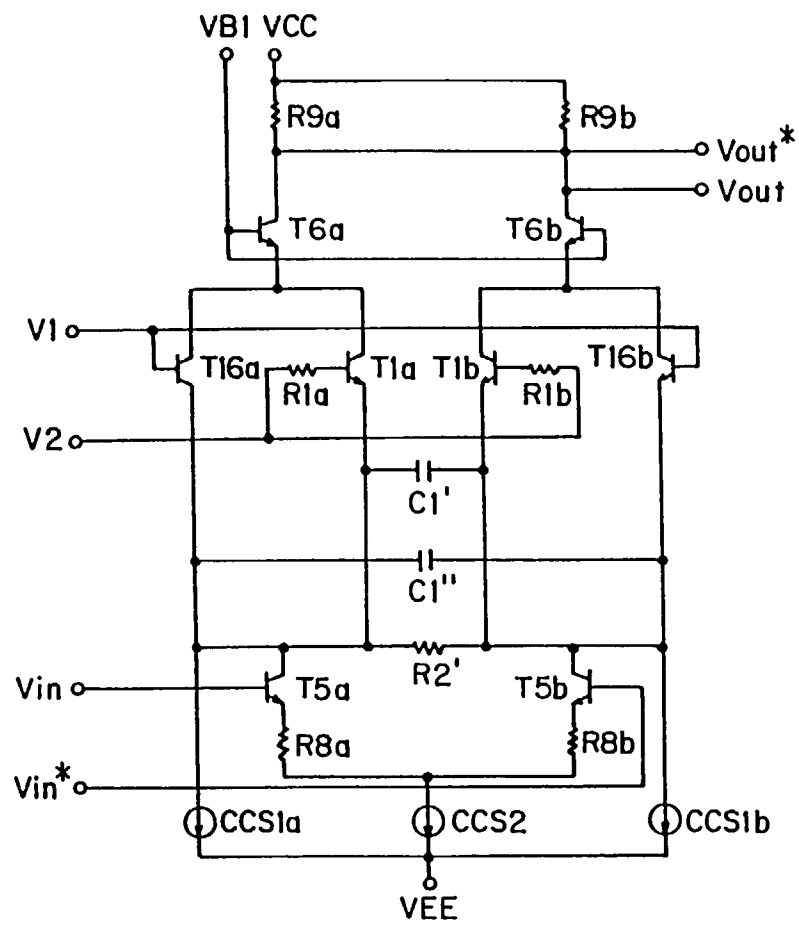 VB1 VCC
R9a R9b
Vout*
Vout
T6a T6b
V1
T16a T1a T1b T16b
R1a R1b
V2
C1'
C1"
R2'
Vin T5a T5b
R8a R8b
Vin*
CCS1a CCS2 CCS1b
VEE